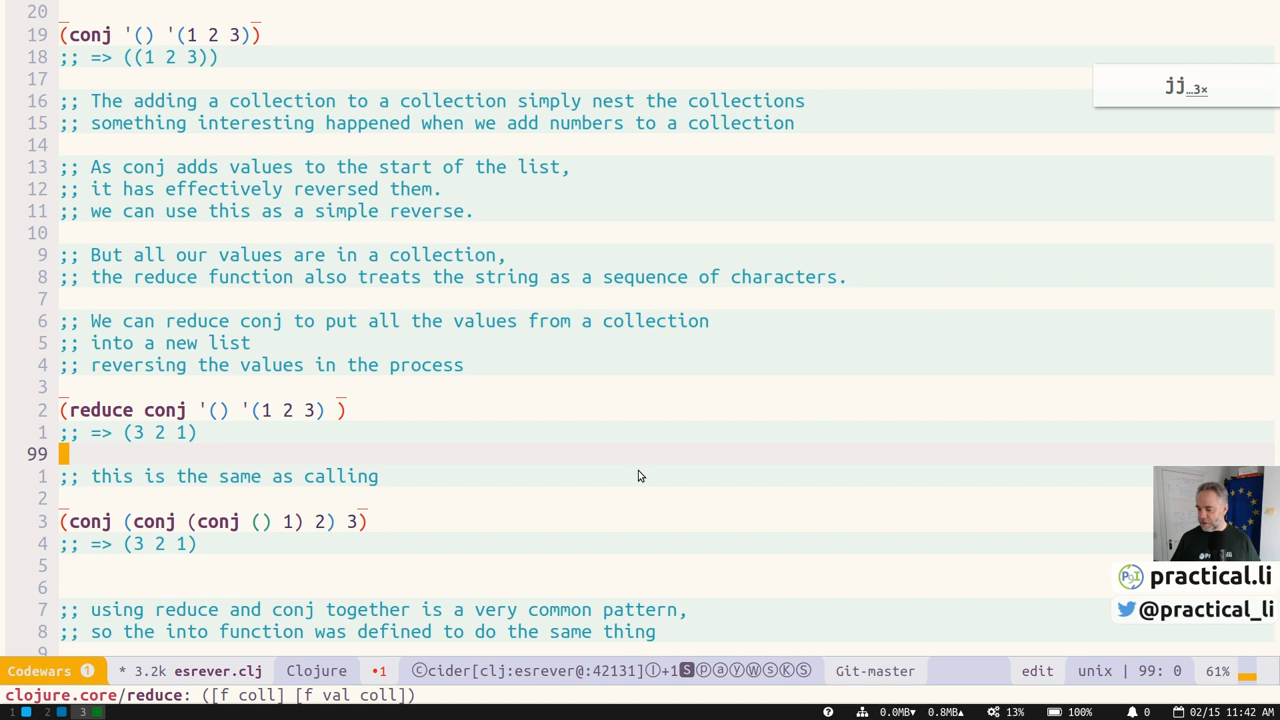 20
19 (conj '() '(1 2 3))
18 ;; => ((1 2 3))
17
jj…3×
16 ;; The adding a collection to a collection simply nest the collections
15 ;; something interesting happened when we add numbers to a collection
14
13 ;; As conj adds values to the start of the list,
12 ;; it has effectively reversed them.
11 ;; we can use this as a simple reverse.
10
9 ;; But all our values are in a collection,
8 ;; the reduce function also treats the string as a sequence of characters.
7
6 ;; We can reduce conj to put all the values from a collection
5 ;; into a new list
4 ;; reversing the values in the process
3
2 (reduce conj '() '(1 2 3) )
1 ;; => (3 2 1)
99
1 ;; this is the same as calling
2
3 (conj (conj (conj () 1) 2) 3)
4 ;; => (3 2 1)
5
6
7 ;; using reduce and conj together is a very common pattern,
8 ;; so the into function was defined to do the same thing
9
practical.li
@practical_li
Codewars 1 * 3.2k esrever.clj Clojure •1 ⓒcider[clj:esrever@:42131]Ⓛ+1🆂ⓟⓐⓨⓦⓢⓀⓈ Git-master edit unix | 99: 0 61%
clojure.core/reduce: ([f coll] [f val coll])
1 2 3 0.0MB▾ 0.8MB▴ 13% 100% 0 02/15 11:42 AM